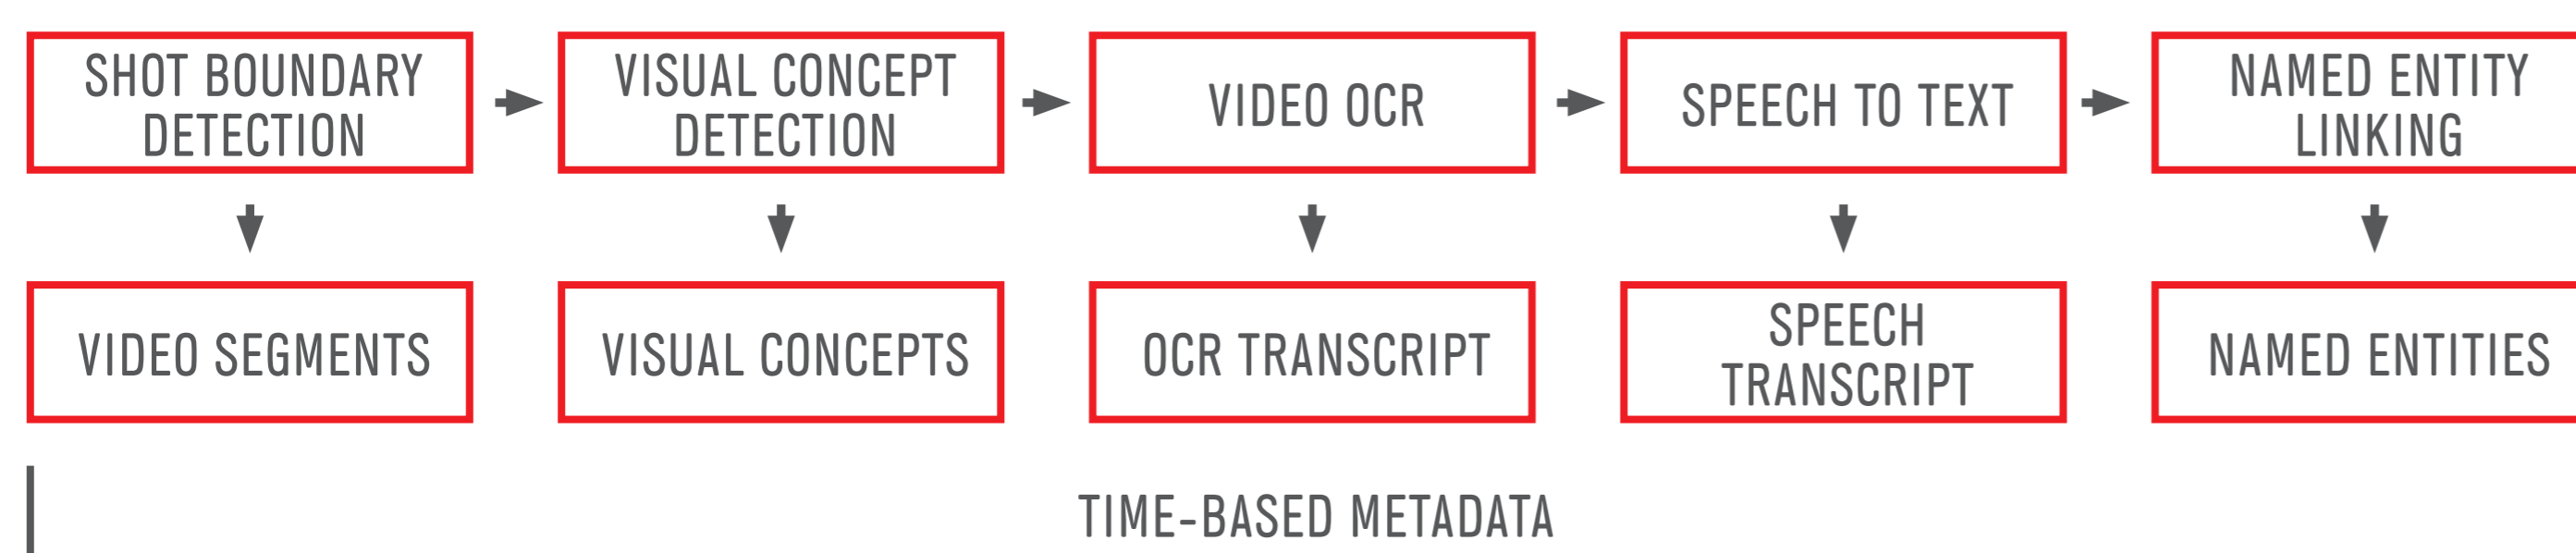 SHOT BOUNDARY
DETECTION
VISUAL CONCEPT
DETECTION
VIDEO OCR
SPEECH TO TEXT
NAMED ENTITY
LINKING
VIDEO SEGMENTS
VISUAL CONCEPTS
OCR TRANSCRIPT
SPEECH
TRANSCRIPT
NAMED ENTITIES
TIME-BASED METADATA